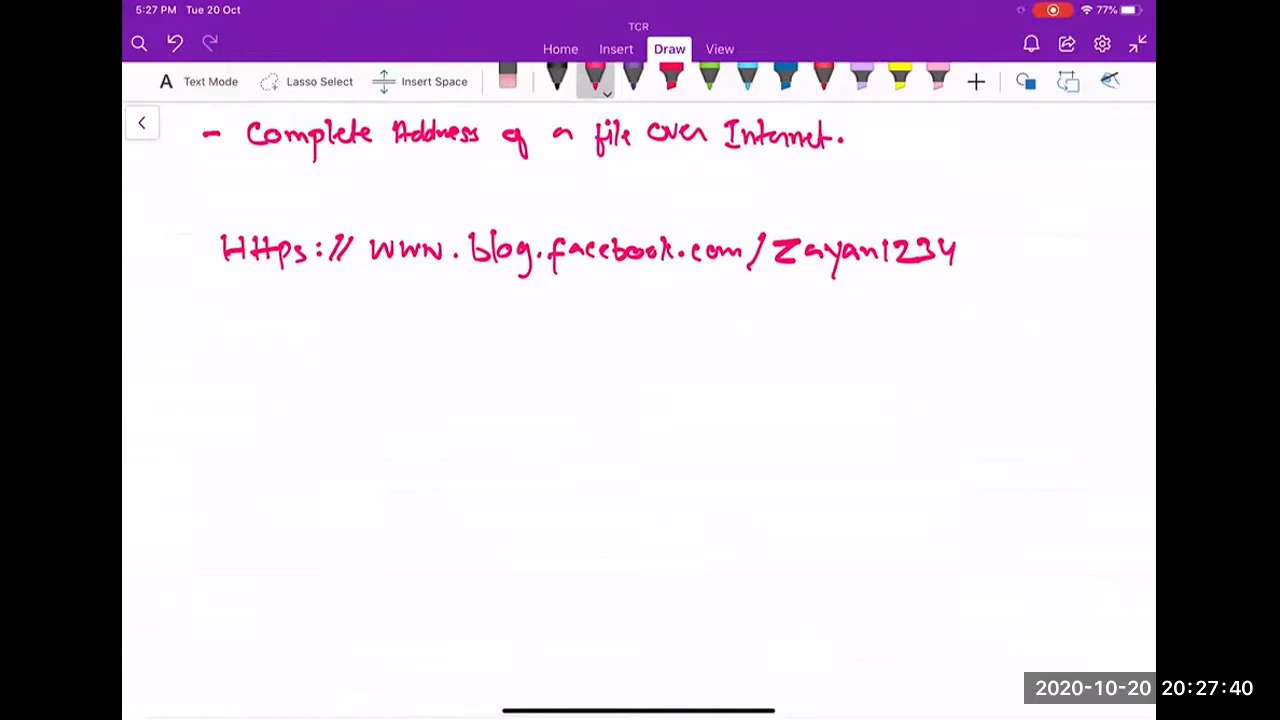 5:27 PM Tue 20 Oct
77%
TCR
Home Insert Draw View
Text Mode Lasso Select Insert Space
- Complete Address of a file over Internet.
Https://www.blog.facebook.com/Zayan1234
2020-10-20 20:27:40